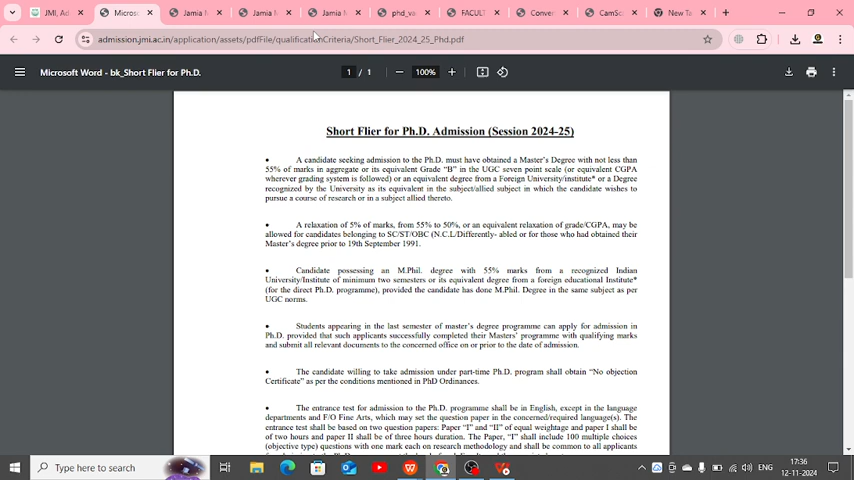 JMI, Ad
Micros
Jamia M
Jamia M
Jamia M
phd_va
FACULT
Conver
CamSc
New Ta
admission.jmi.ac.in/application/assets/pdfFile/qualificationCriteria/Short_Flier_2024_25_Phd.pdf
Microsoft Word - bk_Short Flier for Ph.D.
1 / 1
100%
Short Flier for Ph.D. Admission (Session 2024-25)
• A candidate seeking admission to the Ph.D. must have obtained a Master's Degree with not less than
55% of marks in aggregate or its equivalent Grade "B" in the UGC seven point scale (or equivalent CGPA
wherever grading system is followed) or an equivalent degree from a Foreign University/institute* or a Degree
recognized by the University as its equivalent in the subject/allied subject in which the candidate wishes to
pursue a course of research or in a subject allied thereto.
• A relaxation of 5% of marks, from 55% to 50%, or an equivalent relaxation of grade/CGPA, may be
allowed for candidates belonging to SC/ST/OBC (N.C.L/Differently- abled or for those who had obtained their
Master's degree prior to 19th September 1991.
• Candidate possessing an M.Phil. degree with 55% marks from a recognized Indian
University/Institute of minimum two semesters or its equivalent degree from a foreign educational Institute*
(for the direct Ph.D. programme), provided the candidate has done M.Phil. Degree in the same subject as per
UGC norms.
• Students appearing in the last semester of master's degree programme can apply for admission in
Ph.D. provided that such applicants successfully completed their Masters' programme with qualifying marks
and submit all relevant documents to the concerned office on or prior to the date of admission.
• The candidate willing to take admission under part-time Ph.D. program shall obtain "No objection
Certificate" as per the conditions mentioned in PhD Ordinances.
• The entrance test for admission to the Ph.D. programme shall be in English, except in the language
departments and F/O Fine Arts, which may set the question paper in the concerned/required language(s). The
entrance test shall be based on two question papers: Paper "I" and "II" of equal weightage and paper I shall be
of two hours and paper II shall be of three hours duration. The Paper, "I" shall include 100 multiple choices
(objective type) questions with one mark each on research methodology and shall be common to all applicants
Type here to search
ENG
17:36
12-11-2024